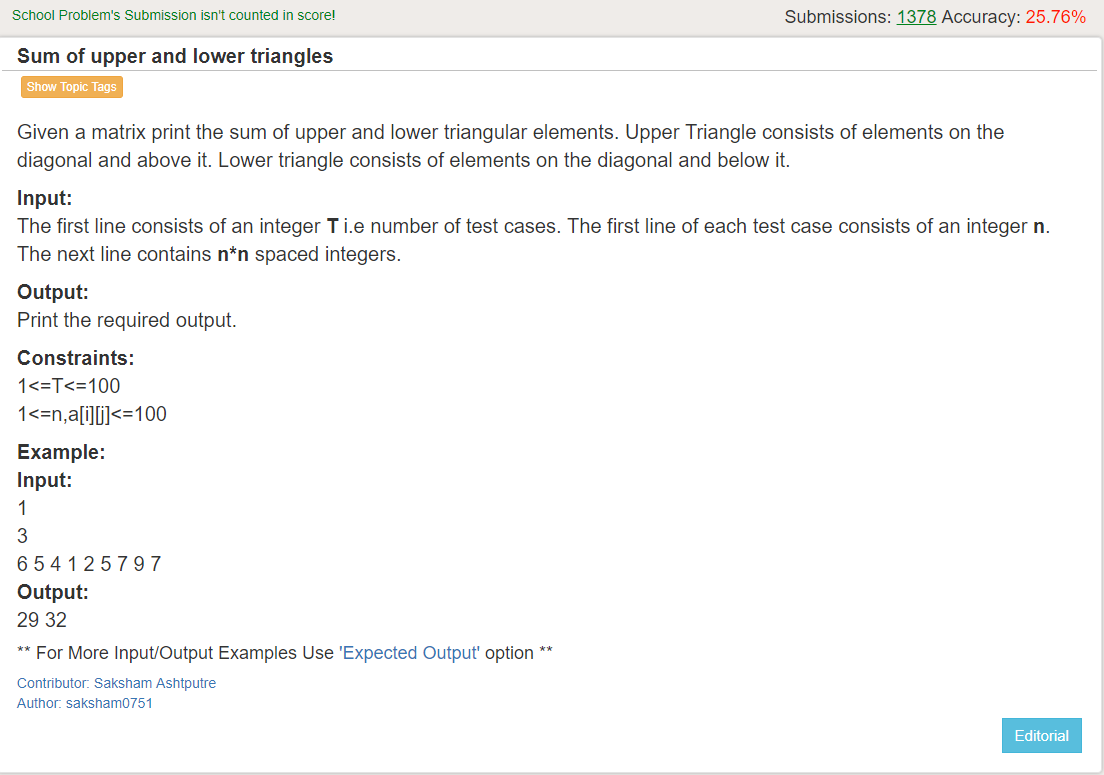 School Problem's Submission isn't counted in score!
Submissions: 1378 Accuracy: 25.76%
Sum of upper and lower triangles
Show Topic Tags
Given a matrix print the sum of upper and lower triangular elements. Upper Triangle consists of elements on the
diagonal and above it. Lower triangle consists of elements on the diagonal and below it.
Input:
The first line consists of an integer T i.e number of test cases. The first line of each test case consists of an integer n.
The next line contains n*n spaced integers.
Output:
Print the required output.
Constraints:
1<=T<=100
1<=n,a[i][j]<=100
Example:
Input:
1
3
6 5 4 1 2 5 7 9 7
Output:
29 32
** For More Input/Output Examples Use 'Expected Output' option **
Contributor: Saksham Ashtputre
Author: saksham0751
Editorial